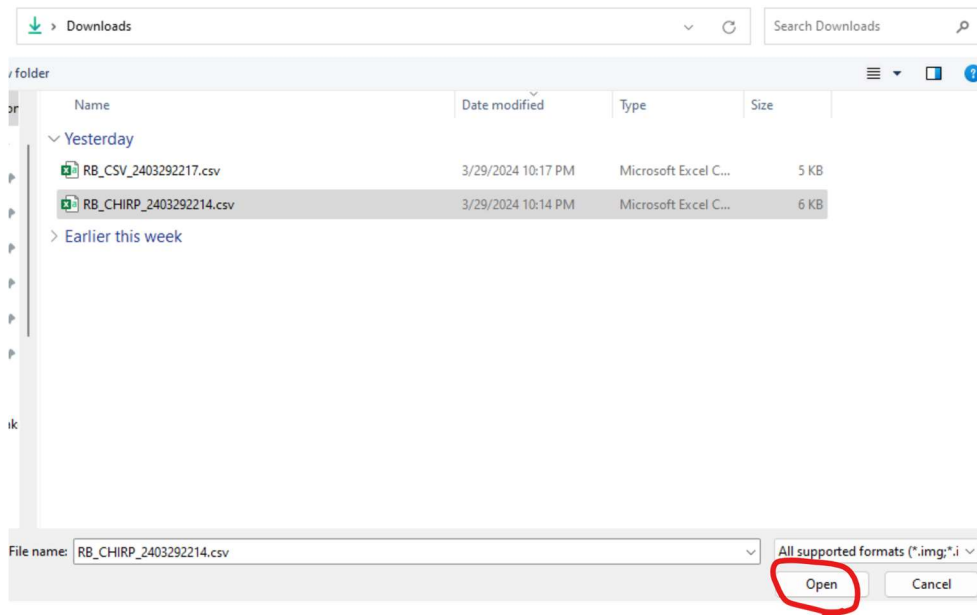 Downloads
Search Downloads
folder
Name Date modified Type Size
Yesterday
RB_CSV_2403292217.csv 3/29/2024 10:17 PM Microsoft Excel C... 5 KB
RB_CHIRP_2403292214.csv 3/29/2024 10:14 PM Microsoft Excel C... 6 KB
Earlier this week
File name: RB_CHIRP_2403292214.csv All supported formats (*.img;*.i
Open Cancel